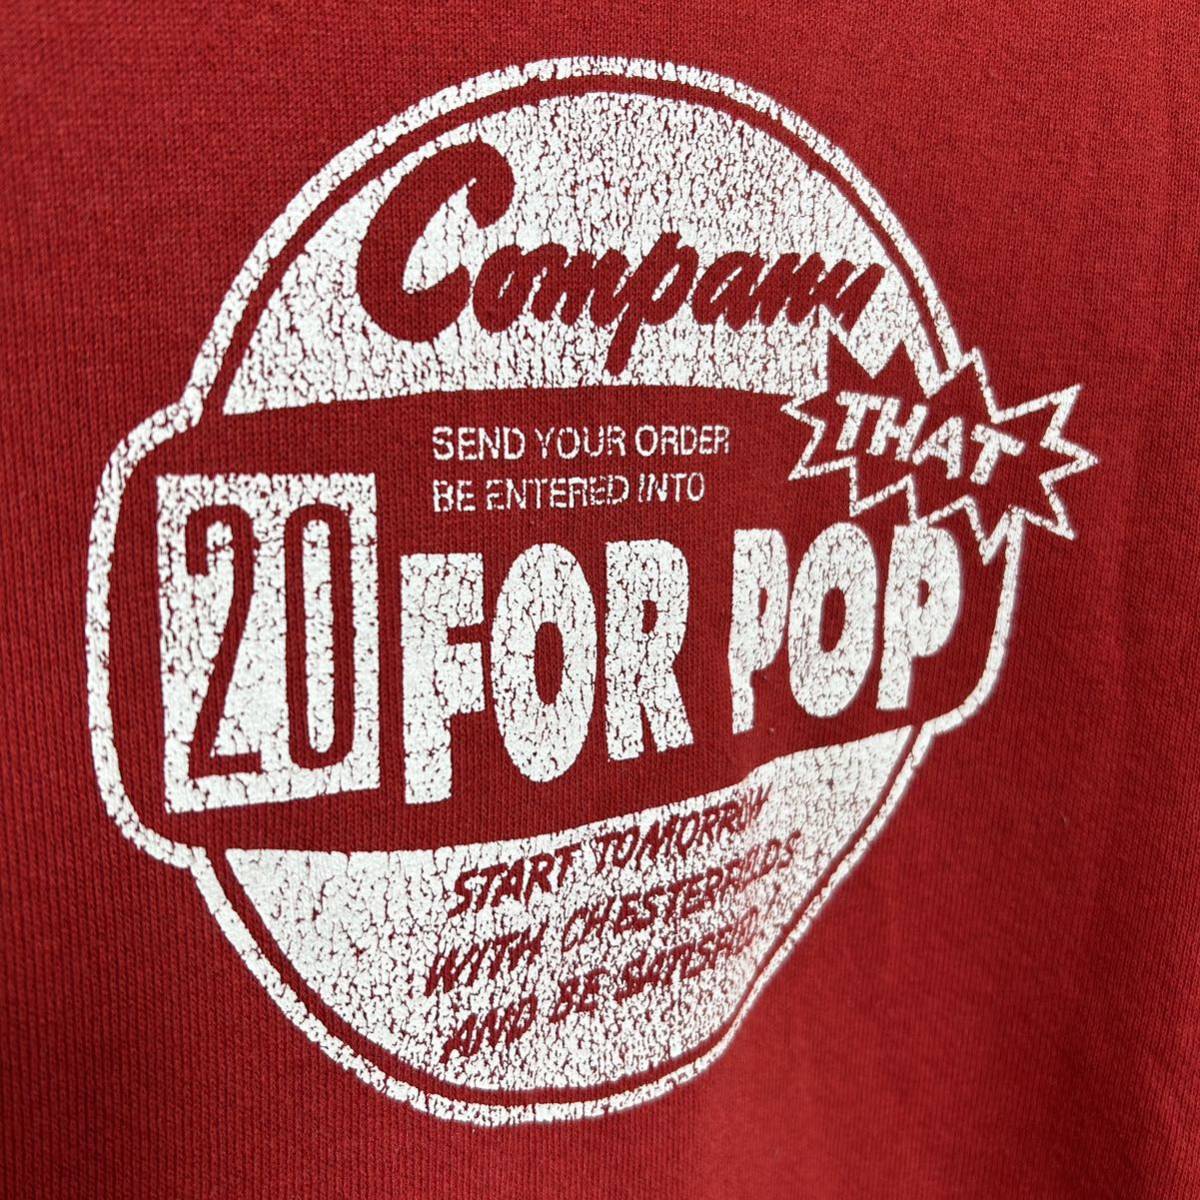 Company
THAT
SEND YOUR ORDER
BE ENTERED INTO
20 FOR POP
START TOMORROW
WITH CHESTERFIELDS
AND BE SATISFIED